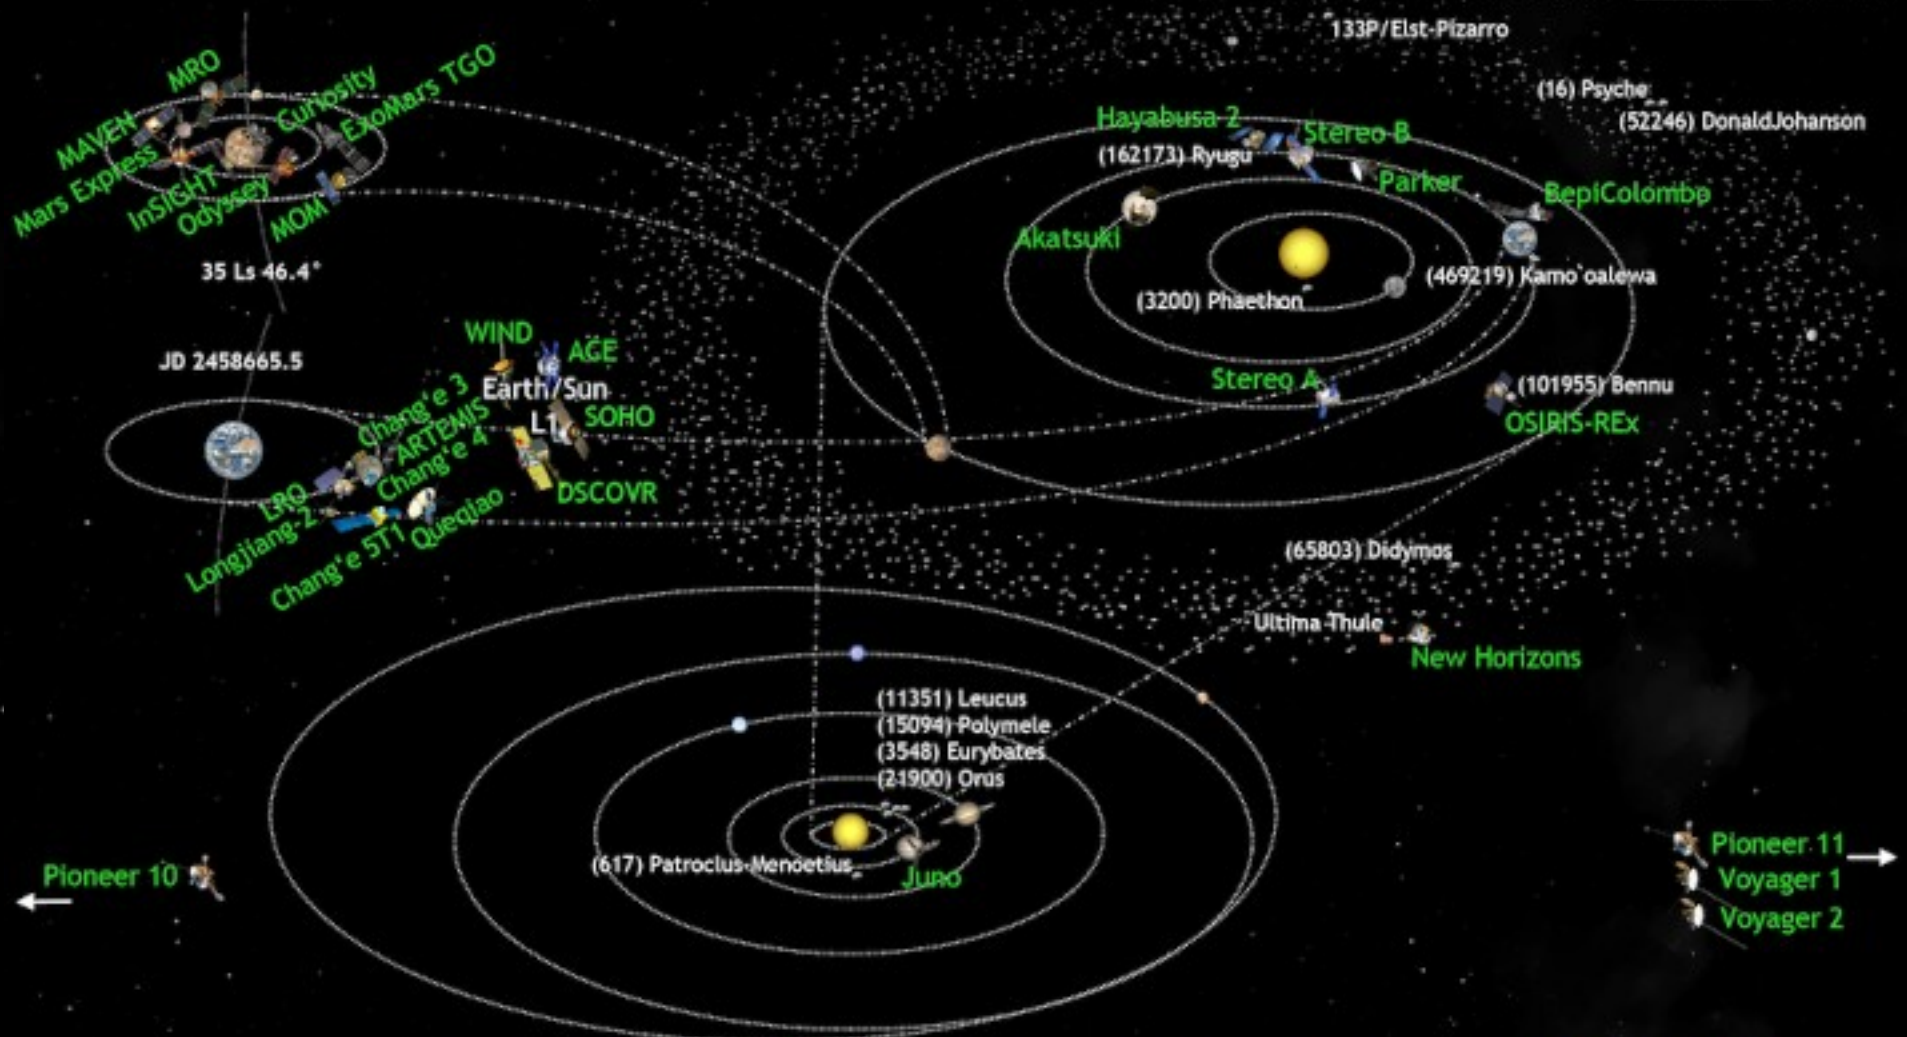 133P/Elst-Pizarro
(16) Psyche
(52246) DonaldJohanson
MRO
Curiosity
ExoMars TGO
MAVEN
Mars Express
InSIGHT
Odyssey
MOM
35 Ls 46.4°
Hayabusa 2
Stereo B
(162173) Ryugu
Parker
BepiColombo
Akatsuki
(469219) Kamo`oalewa
(3200) Phaethon
JD 2458665.5
WIND
ACE
Earth/Sun
L1
SOHO
DSCOVR
Chang'e 3
ARTEMIS
Chang'e 4
LRO
Longjiang-2
Chang'e 5T1
Queqiao
Stereo A
(101955) Bennu
OSIRIS-REx
(65803) Didymos
Ultima Thule
New Horizons
(11351) Leucus
(15094) Polymele
(3548) Eurybates
(21900) Orus
(617) Patroclus-Menoetius
Juno
Pioneer 10
Pioneer 11
Voyager 1
Voyager 2